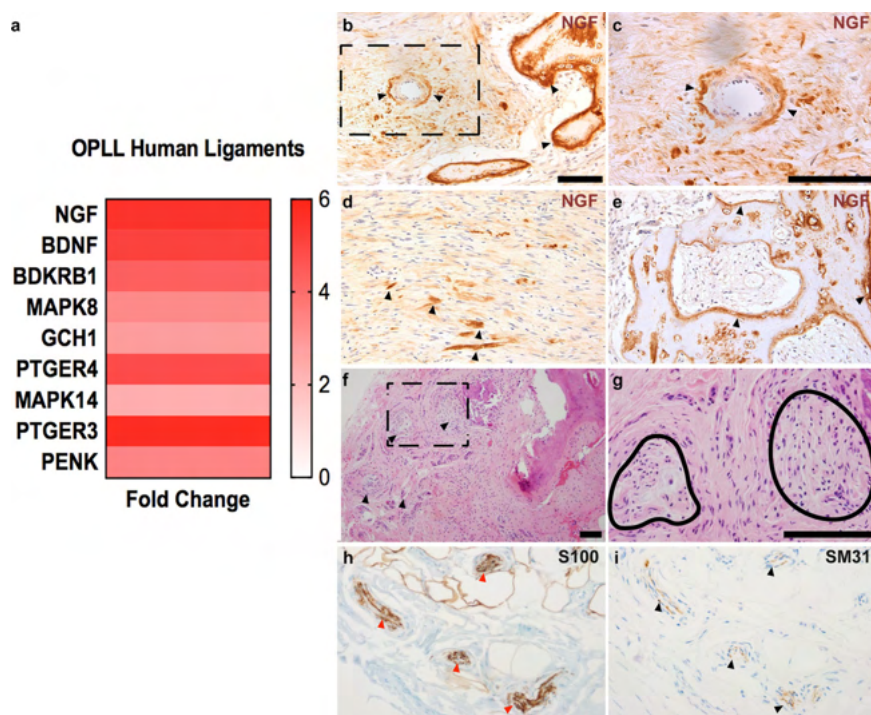 a
OPLL Human Ligaments
NGF
BDNF
BDKRB1
MAPK8
GCH1
PTGER4
MAPK14
PTGER3
PENK
6
4
2
0
Fold Change
b
NGF
c
NGF
d
NGF
e
NGF
f
g
h
S100
i
SM31